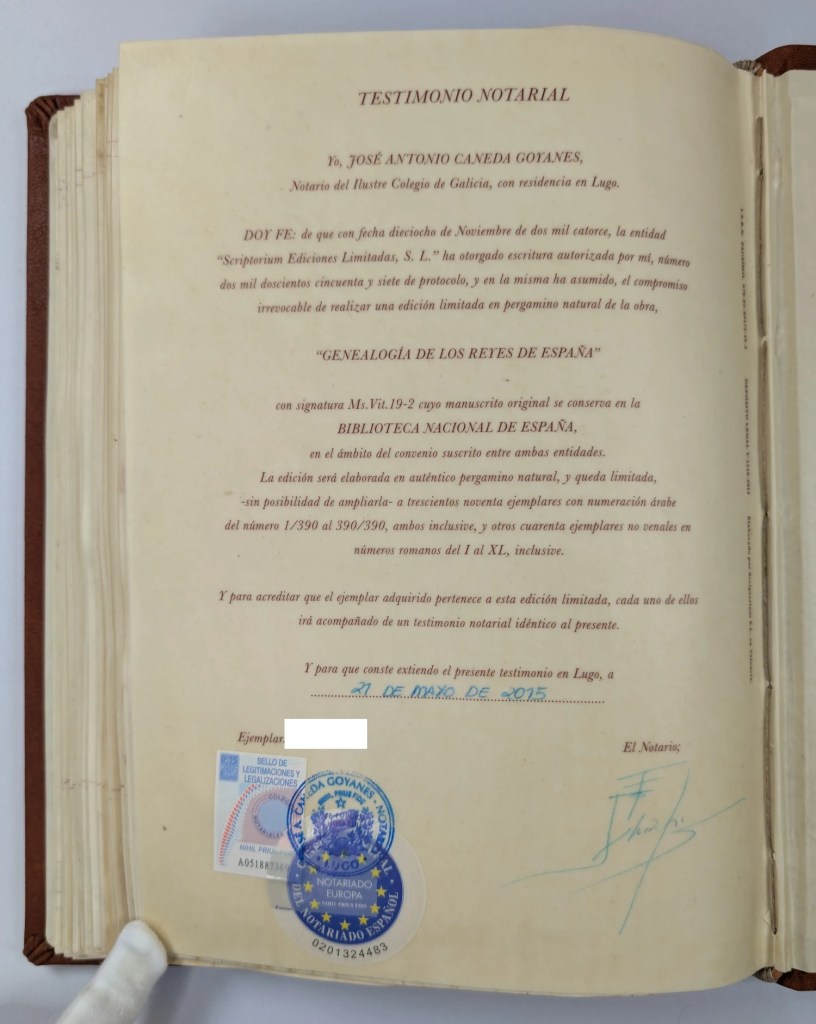 TESTIMONIO NOTARIAL
Yo, JOSÉ ANTONIO CANEDA GOYANES,
Notario del Ilustre Colegio de Galicia, con residencia en Lugo.
DOY FE: de que con fecha dieciocho de Noviembre de dos mil catorce, la entidad
“Scriptorium Ediciones Limitadas, S. L.” ha otorgado escritura autorizada por mí, número
dos mil doscientos cincuenta y siete de protocolo, y en la misma ha asumido, el compromiso
irrevocable de realizar una edición limitada en pergamino natural de la obra,
“GENEALOGÍA DE LOS REYES DE ESPAÑA”
con signatura Ms.Vit.19-2 cuyo manuscrito original se conserva en la
BIBLIOTECA NACIONAL DE ESPAÑA,
en el ámbito del convenio suscrito entre ambas entidades.
La edición será elaborada en auténtico pergamino natural, y queda limitada,
-sin posibilidad de ampliarla- a trescientos noventa ejemplares con numeración árabe
del número 1/390 al 390/390, ambos inclusive, y otros cuarenta ejemplares no venales en
números romanos del I al XL, inclusive.
Y para acreditar que el ejemplar adquirido pertenece a esta edición limitada, cada uno de ellos
irá acompañado de un testimonio notarial idéntico al presente.
Y para que conste extiendo el presente testimonio en Lugo, a
21 DE MAYO DE 2015
Ejemplar
El Notario;
SELLO DE
LEGITIMACIONES Y
LEGALIZACIONES
NIHIL PRIUS
CANEDA GOYANES · NOTAR
NIHIL PRIUS FIDE
LUGO
NOTARIADO
EUROPA
NIHIL PRIUS FIDE
DEL NOTARIADO ESPAÑOL
0201324483